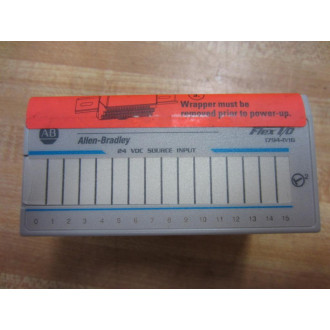 Wrapper must be
removed prior to power-up.
AB
Allen-Bradley
Flex I/O
24 VDC SOURCE INPUT
0 1 2 3 4 5 6 7 8 9 10 11 12 13 14 15